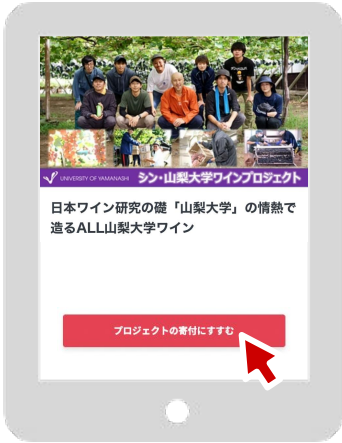 UNIVERSITY OF YAMANASHI
シン・山梨大学ワインプロジェクト
日本ワイン研究の礎「山梨大学」の情熱で
造るALL山梨大学ワイン
プロジェクトの寄付にすすむ